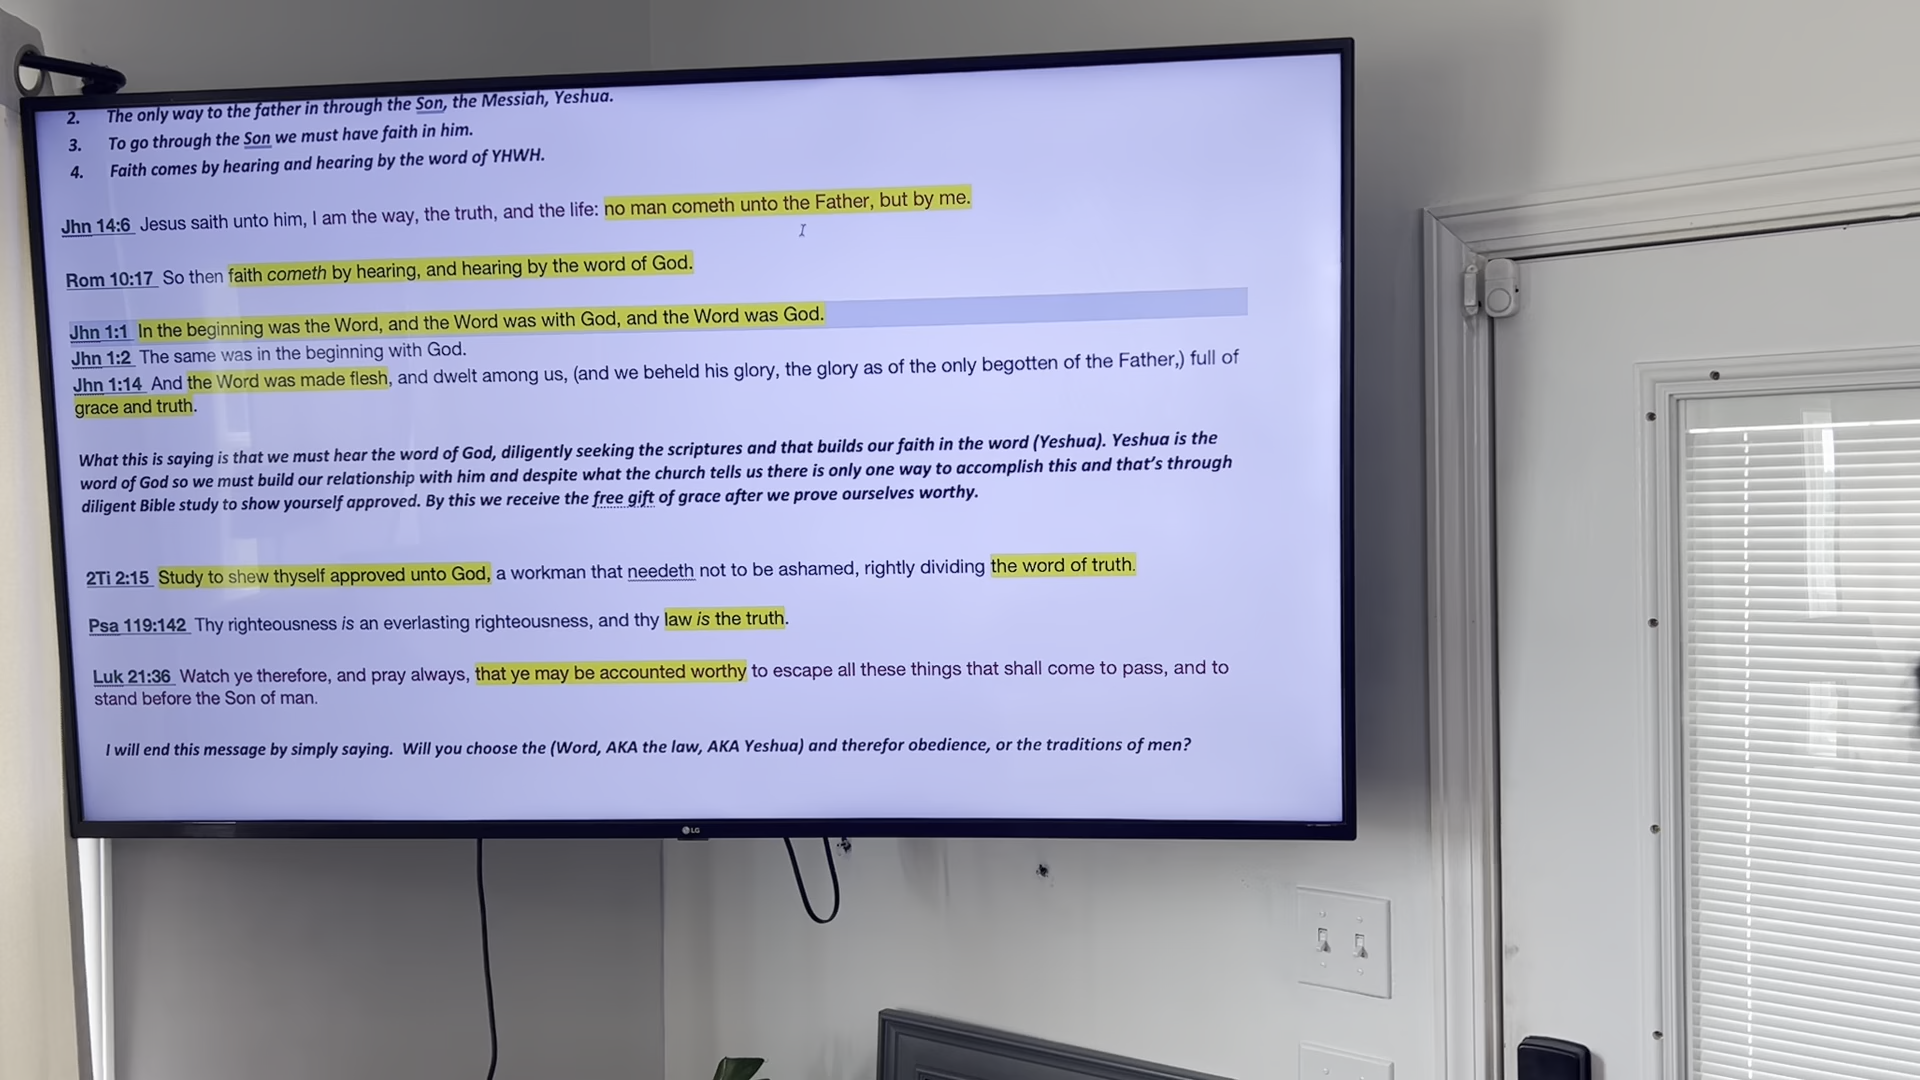 2. The only way to the father in through the Son, the Messiah, Yeshua.
3. To go through the Son we must have faith in him.
4. Faith comes by hearing and hearing by the word of YHWH.
Jhn 14:6 Jesus saith unto him, I am the way, the truth, and the life: no man cometh unto the Father, but by me.
Rom 10:17 So then faith cometh by hearing, and hearing by the word of God.
Jhn 1:1 In the beginning was the Word, and the Word was with God, and the Word was God.
Jhn 1:2 The same was in the beginning with God.
Jhn 1:14 And the Word was made flesh, and dwelt among us, (and we beheld his glory, the glory as of the only begotten of the Father,) full of
grace and truth.
What this is saying is that we must hear the word of God, diligently seeking the scriptures and that builds our faith in the word (Yeshua). Yeshua is the
word of God so we must build our relationship with him and despite what the church tells us there is only one way to accomplish this and that's through
diligent Bible study to show yourself approved. By this we receive the free gift of grace after we prove ourselves worthy.
2Ti 2:15 Study to shew thyself approved unto God, a workman that needeth not to be ashamed, rightly dividing the word of truth.
Psa 119:142 Thy righteousness is an everlasting righteousness, and thy law is the truth.
Luk 21:36 Watch ye therefore, and pray always, that ye may be accounted worthy to escape all these things that shall come to pass, and to
stand before the Son of man.
I will end this message by simply saying.  Will you choose the (Word, AKA the law, AKA Yeshua) and therefor obedience, or the traditions of men?
LG